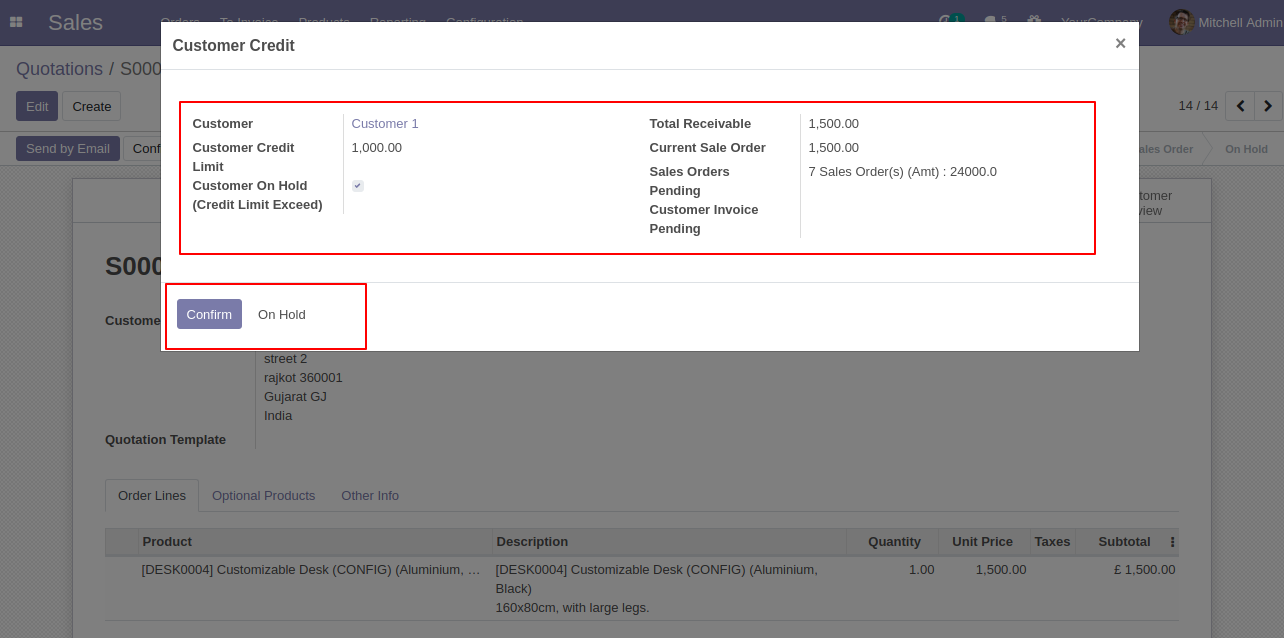 Sales
Orders To Invoice Products Reporting Configuration
1 5 YourCompany Mitchell Admin
Customer Credit ×
Quotations / S000
Edit Create
14 / 14
Send by Email Conf
ales Order On Hold
Customer Customer 1
Customer Credit Limit 1,000.00
Customer On Hold
(Credit Limit Exceed)
Total Receivable 1,500.00
Current Sale Order 1,500.00
Sales Orders Pending 7 Sales Order(s) (Amt) : 24000.0
Customer Invoice
Pending
tomer
view
S000
Confirm On Hold
Custome
street 2
rajkot 360001
Gujarat GJ
India
Quotation Template
Order Lines Optional Products Other Info
Product Description Quantity Unit Price Taxes Subtotal
[DESK0004] Customizable Desk (CONFIG) (Aluminium, … [DESK0004] Customizable Desk (CONFIG) (Aluminium, 1.00 1,500.00 £ 1,500.00
Black)
160x80cm, with large legs.